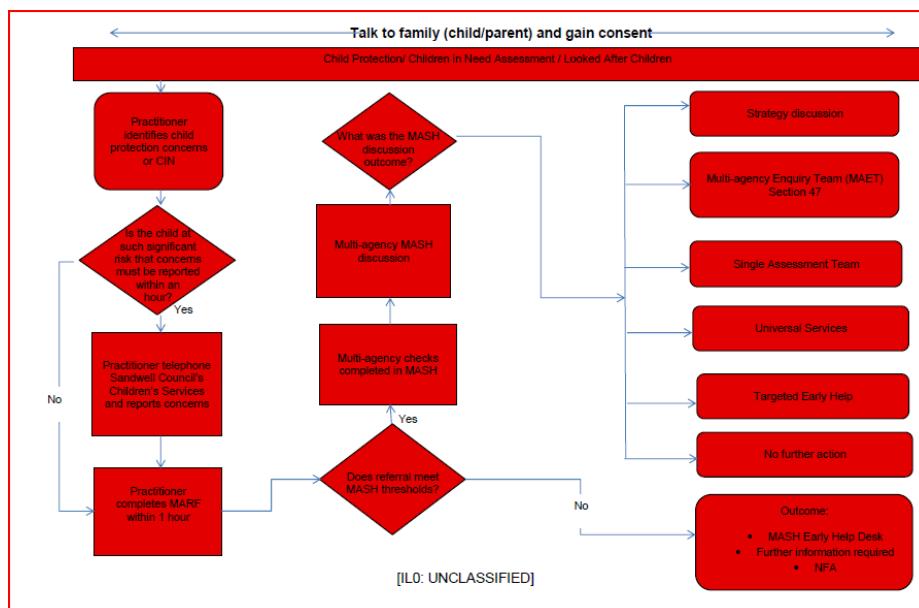 Talk to family (child/parent) and gain consent
Child Protection/ Children in Need Assessment / Looked After Children
Practitioner
identifies child
protection concerns
or CIN
Is the child at
such significant
risk that concerns
must be reported
within an
hour?
Yes
No
Practitioner telephone
Sandwell Council's
Children's Services
and reports concerns
Practitioner
completes MARF
within 1 hour
Does referral meet
MASH thresholds?
Yes
No
Multi-agency checks
completed in MASH
Multi-agency MASH
discussion
What was the MASH
discussion
outcome?
Strategy discussion
Multi-agency Enquiry Team (MAET)
Section 47
Single Assessment Team
Universal Services
Targeted Early Help
No further action
Outcome:
• MASH Early Help Desk
• Further information required
• NFA
[IL0: UNCLASSIFIED]